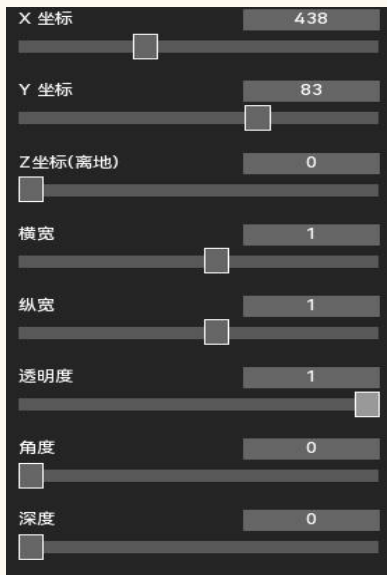 X 坐标 438
Y 坐标 83
Z坐标(离地) 0
横宽 1
纵宽 1
透明度 1
角度 0
深度 0